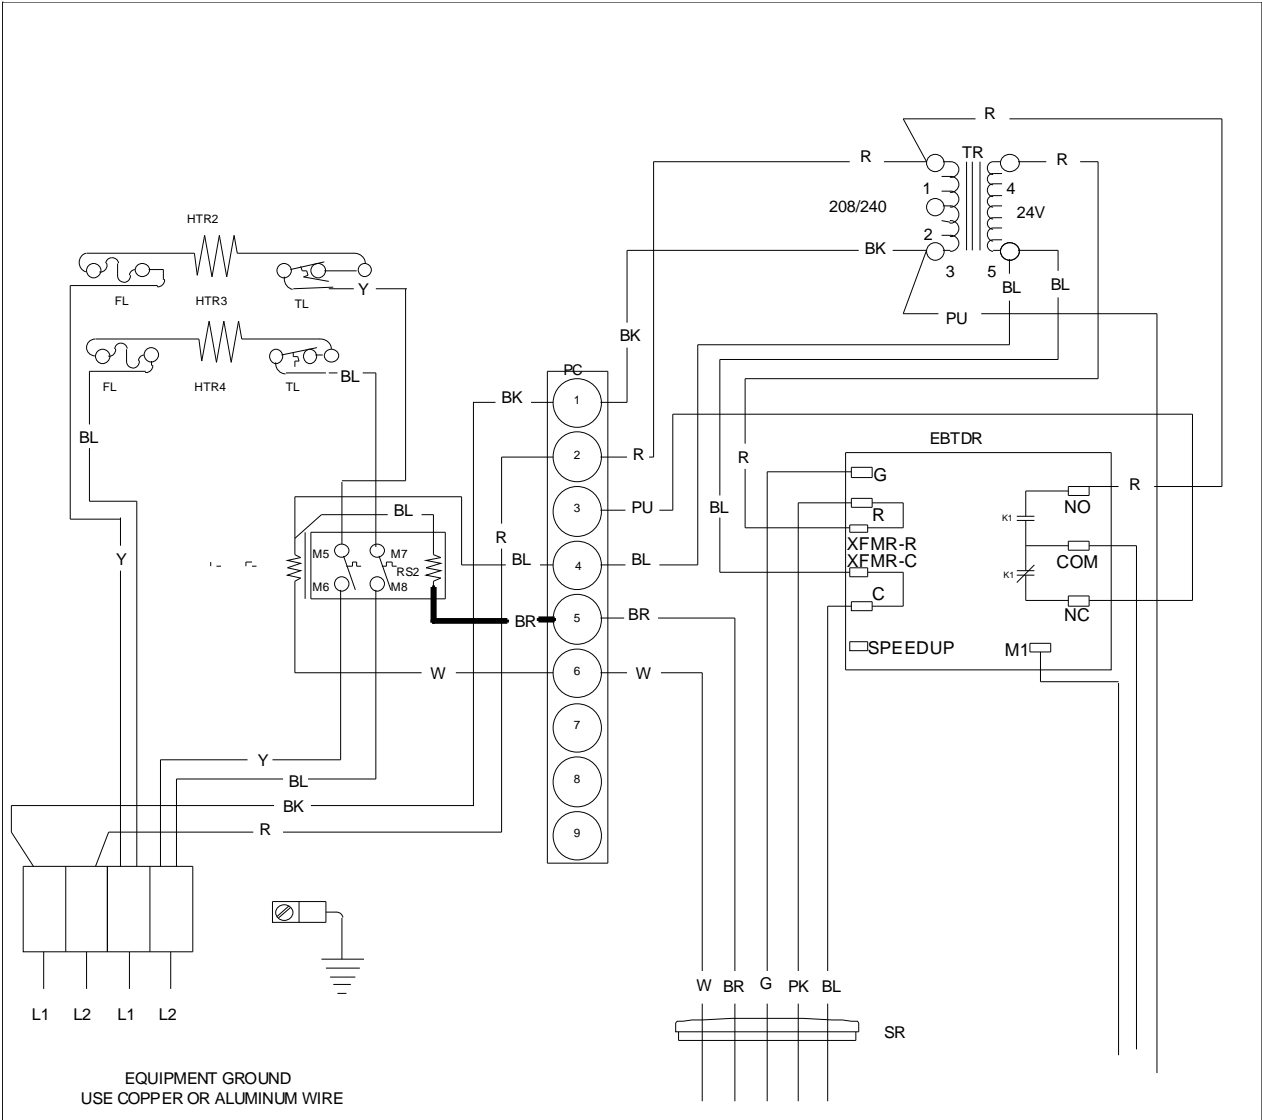 R
R
TR
R
1
4
208/240
24V
2
BK
3
5
BL
BL
PU
HTR2
FL
HTR3
TL
Y
FL
HTR4
TL
BL
BK
PC
BK
1
BL
2
R
R
3
PU
BL
R
BL
4
BL
Y
M5
M7
M6
RS2
M8
BR
5
BR
W
6
W
7
8
9
EBTDR
G
R
XFMR-R
XFMR-C
C
SPEEDUP
M1
K1
NO
R
COM
K1
NC
BL
Y
BL
BK
R
L1
L2
L1
L2
W
BR
G
PK
BL
SR
EQUIPMENT GROUND
USE COPPER OR ALUMINUM WIRE